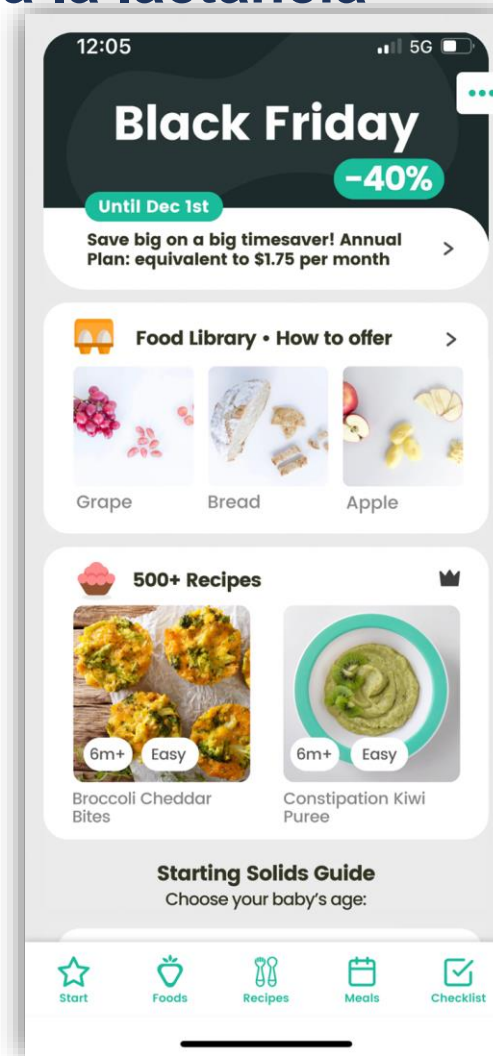 a la lactancia
12:05
5G
Black Friday
-40%
Until Dec 1st
Save big on a big timesaver! Annual
Plan: equivalent to $1.75 per month
Food Library • How to offer
Grape
Bread
Apple
500+ Recipes
6m+
Easy
6m+
Easy
Broccoli Cheddar
Bites
Constipation Kiwi
Puree
Starting Solids Guide
Choose your baby's age:
Start
Foods
Recipes
Meals
Checklist